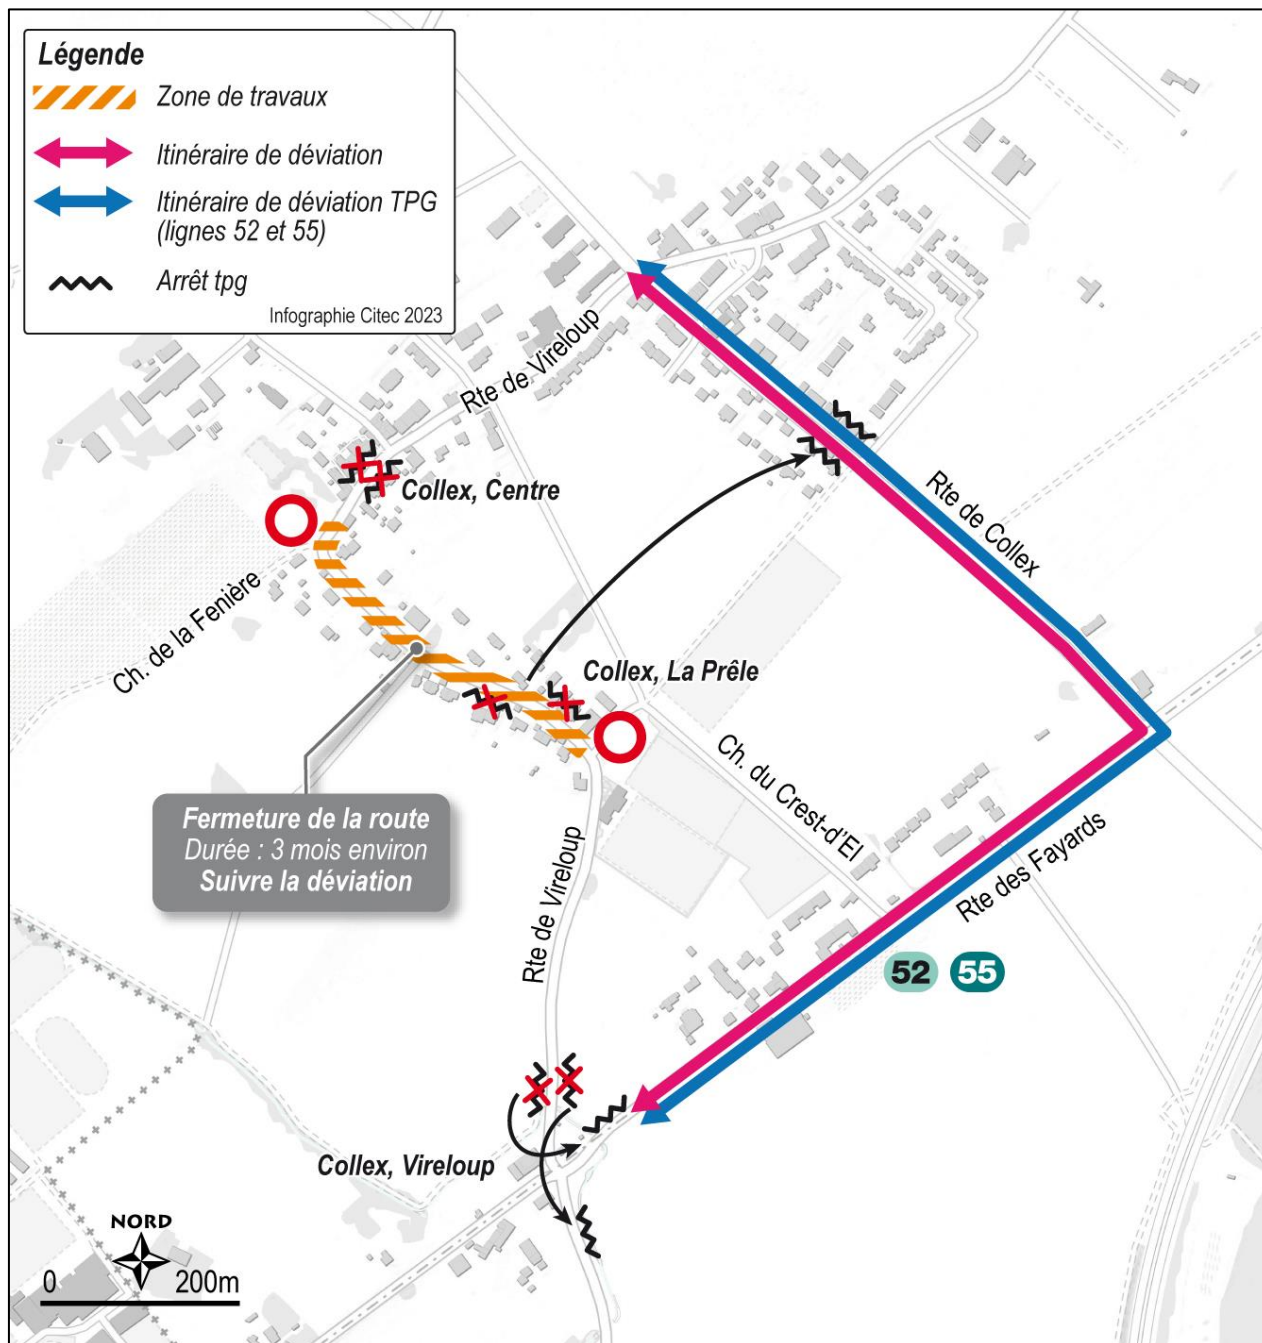 Légende
Zone de travaux
Itinéraire de déviation
Itinéraire de déviation TPG
(lignes 52 et 55)
Arrêt tpg
Infographie Citec 2023
Rte de Vireloup
Collex, Centre
Rte de Collex
Ch. de la Fenière
Collex, La Prêle
Ch. du Crest-d'El
Fermeture de la route
Durée : 3 mois environ
Suivre la déviation
Rte de Vireloup
Rte des Fayards
52 55
Collex, Vireloup
NORD
0 200m